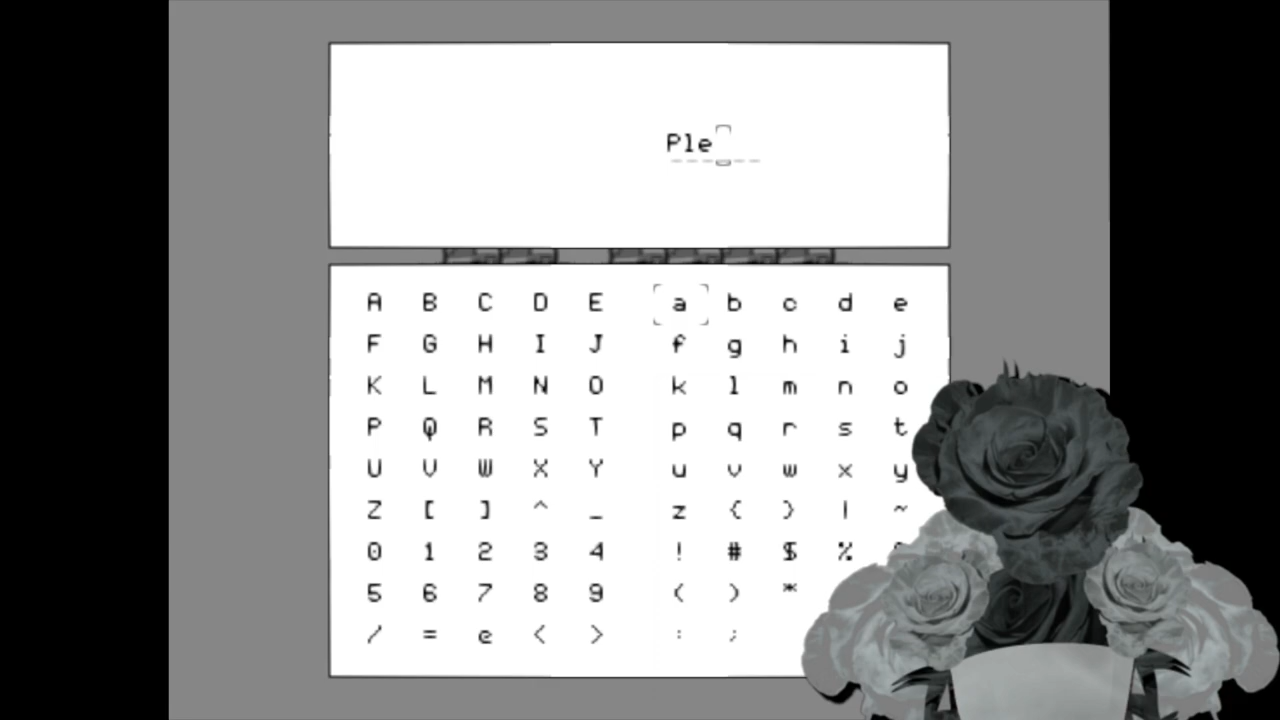 Ple
A B C D E a b c d e
F G H I J f g h i j
K L M N O k l m n o
P Q R S T p q r s t
U V W X Y u v w x y
Z [ ] ^ _ z { } | ~
0 1 2 3 4 ! # $ %
5 6 7 8 9 ( ) *
/ = e < > : ;